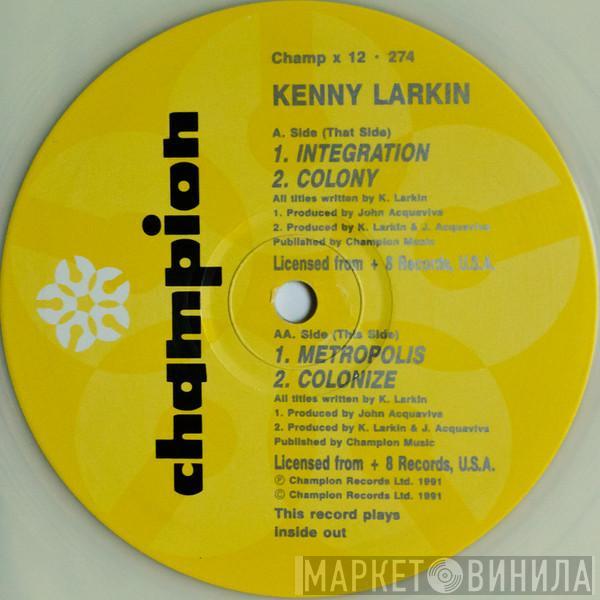 Champ x 12 · 274
KENNY LARKIN
A. Side (That Side)
1. INTEGRATION
2. COLONY
All titles written by K. Larkin
1. Produced by John Acquaviva
2. Produced by K. Larkin & J. Acquaviva
Published by Champion Music
Licensed from + 8 Records, U.S.A.
AA. Side (This Side)
1. METROPOLIS
2. COLONIZE
All titles written by K. Larkin
1. Produced by John Acquaviva
2. Produced by K. Larkin & J. Acquaviva
Published by Champion Music
Licensed from + 8 Records, U.S.A.
℗ Champion Records Ltd. 1991
© Champion Records Ltd. 1991
This record plays
inside out
champion
МАРКЕТ ВИНИЛА